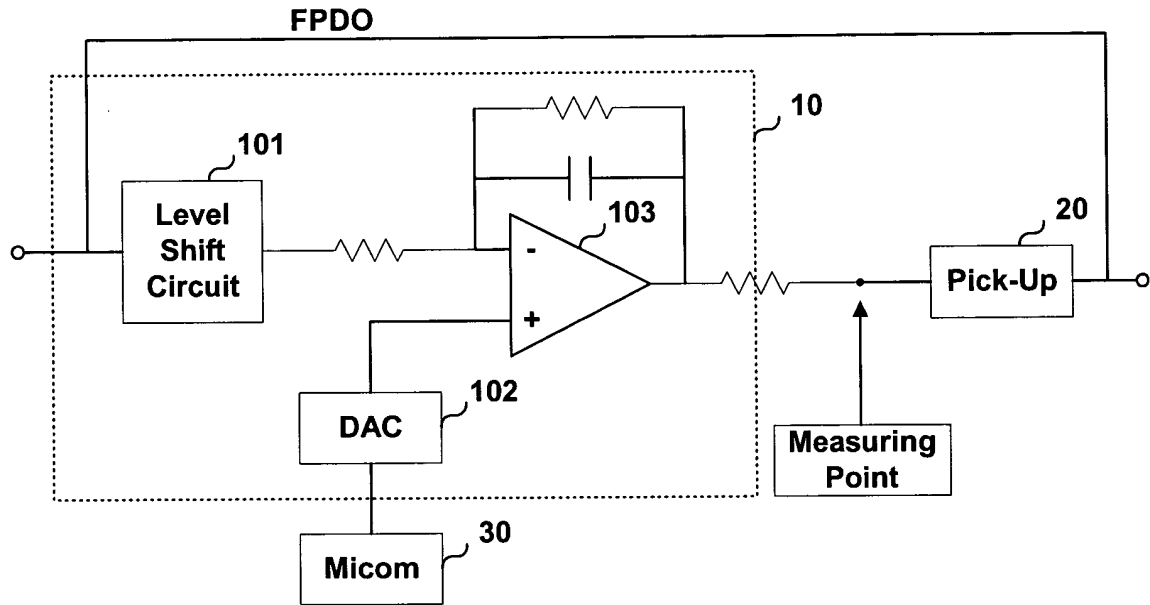 FPDO
10
101
Level
Shift
Circuit
103
-
+
20
Pick-Up
102
DAC
Measuring
Point
30
Micom